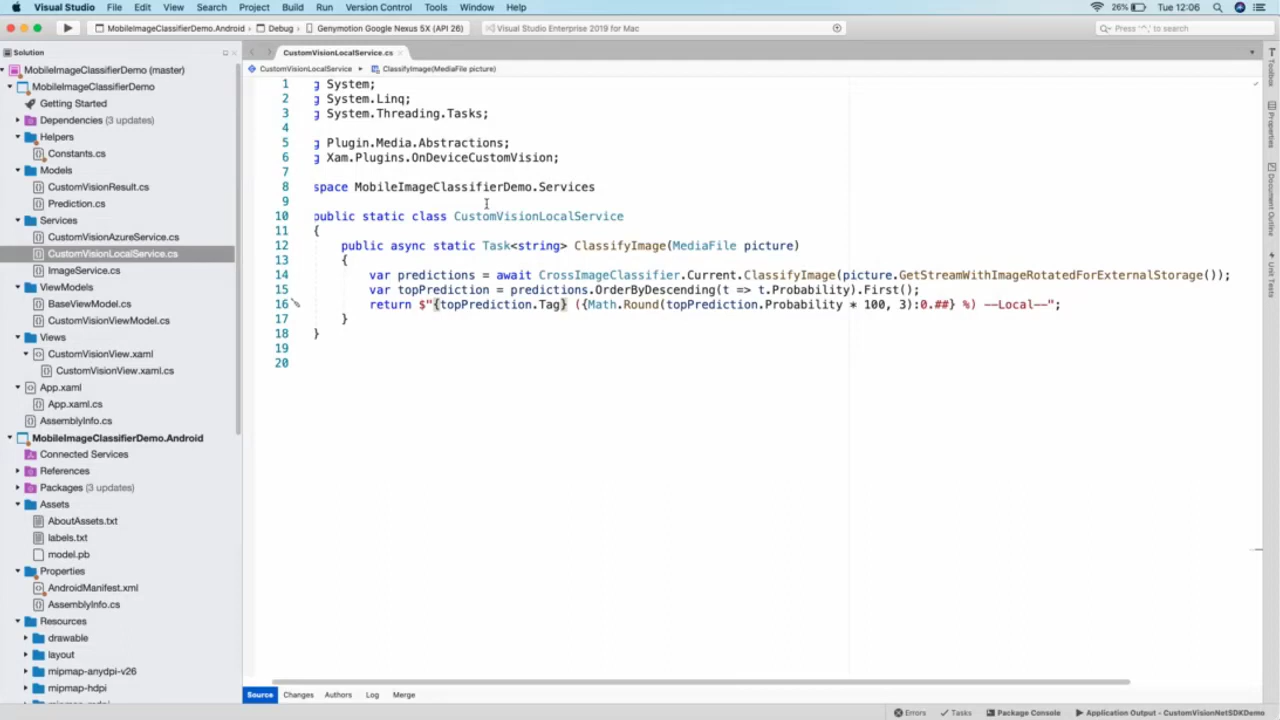 Visual Studio File Edit View Search Project Build Run Version Control Tools Window Help 26% Tue 12:06
MobileImageClassifierDemo.Android › Debug › Genymotion Google Nexus 5X (API 26) Visual Studio Enterprise 2019 for Mac Press '^,' to search
Solution
MobileImageClassifierDemo (master)
MobileImageClassifierDemo
Getting Started
Dependencies (3 updates)
Helpers
Constants.cs
Models
CustomVisionResult.cs
Prediction.cs
Services
CustomVisionAzureService.cs
CustomVisionLocalService.cs
ImageService.cs
ViewModels
BaseViewModel.cs
CustomVisionViewModel.cs
Views
CustomVisionView.xaml
CustomVisionView.xaml.cs
App.xaml
App.xaml.cs
AssemblyInfo.cs
MobileImageClassifierDemo.Android
Connected Services
References
Packages (3 updates)
Assets
AboutAssets.txt
labels.txt
model.pb
Properties
AndroidManifest.xml
AssemblyInfo.cs
Resources
drawable
layout
mipmap-anydpi-v26
mipmap-hdpi
CustomVisionLocalService.cs
CustomVisionLocalService ▸ ClassifyImage(MediaFile picture)
1 g System;
2 g System.Linq;
3 g System.Threading.Tasks;
4
5 g Plugin.Media.Abstractions;
6 g Xam.Plugins.OnDeviceCustomVision;
7
8 space MobileImageClassifierDemo.Services
9
10 public static class CustomVisionLocalService
11 {
12 public async static Task<string> ClassifyImage(MediaFile picture)
13 {
14 var predictions = await CrossImageClassifier.Current.ClassifyImage(picture.GetStreamWithImageRotatedForExternalStorage());
15 var topPrediction = predictions.OrderByDescending(t => t.Probability).First();
16 return $"{topPrediction.Tag} ({Math.Round(topPrediction.Probability * 100, 3):0.##} %) --Local--";
17 }
18 }
19
20
Toolbox
Properties
Document Outline
Unit Tests
Source Changes Authors Log Merge
Errors Tasks Package Console Application Output - CustomVisionNetSDKDemo